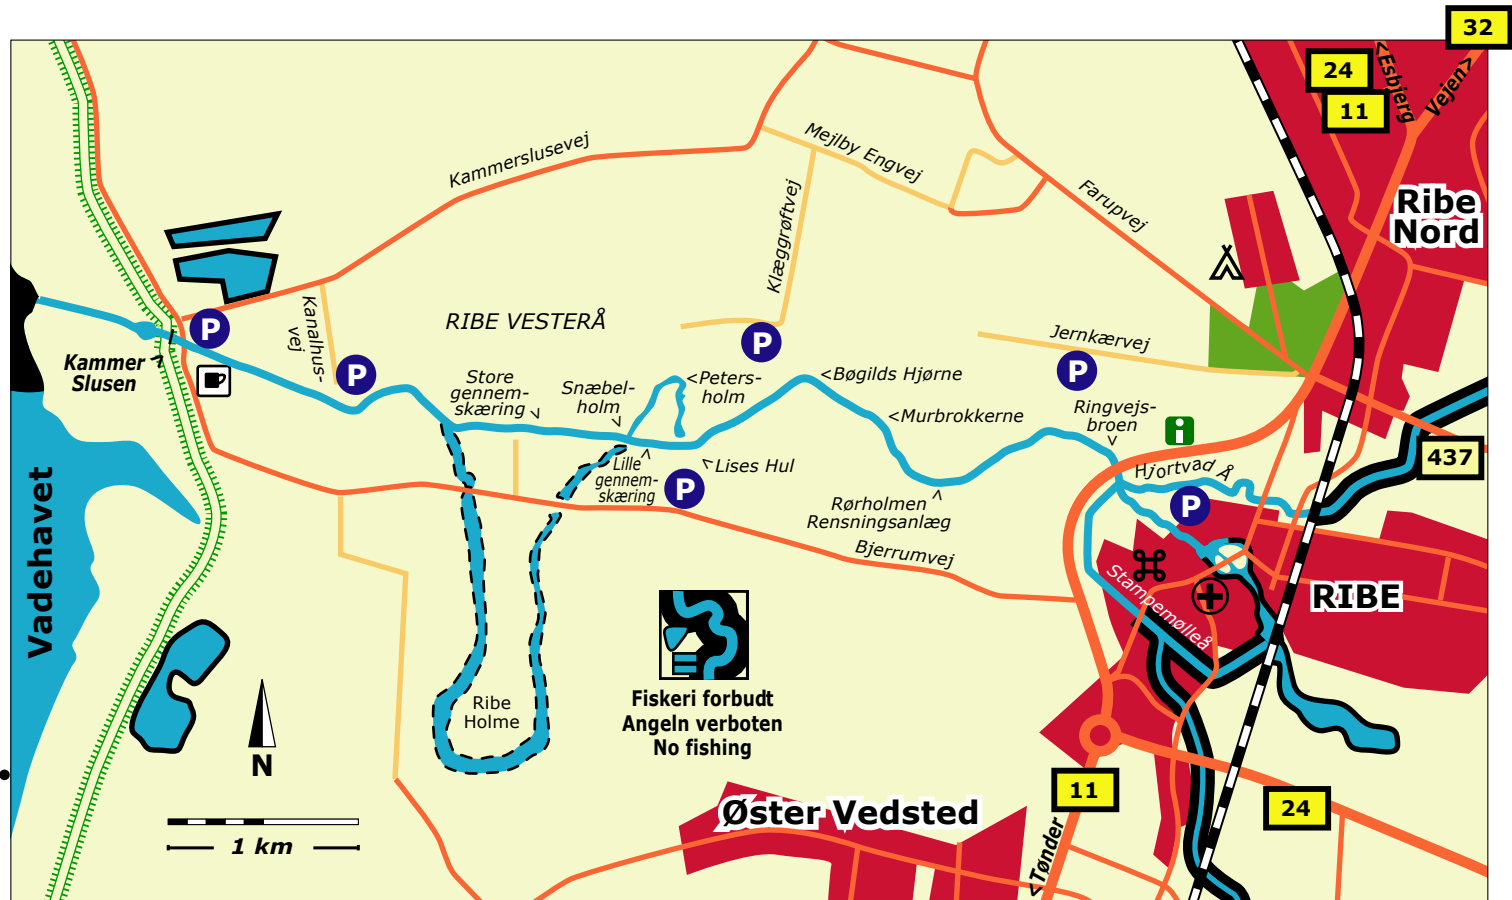 32
24
11
<Esbjerg
Vejen>
Ribe
Nord
Mejlby Engvej
Kammerslusevej
Farupvej
Klæggrøftvej
Kanalhus-
vej
RIBE VESTERÅ
P
P
P
P
Jernkærvej
Kammer
Slusen
Store
gennem-
skæring
Snæbel-
holm
<Peters-
holm
<Bøgilds Hjørne
<Murbrokkerne
Ringvejs-
broen
i
437
Hjortvad Å
Lille
gennem-
skæring
Lises Hul
P
P
Rørholmen
Rensningsanlæg
Bjerrumvej
Vadehavet
Stampemølleå
RIBE
Ribe
Holme
Fiskeri forbudt
Angeln verboten
No fishing
N
1 km
Øster Vedsted
11
24
<Tønder